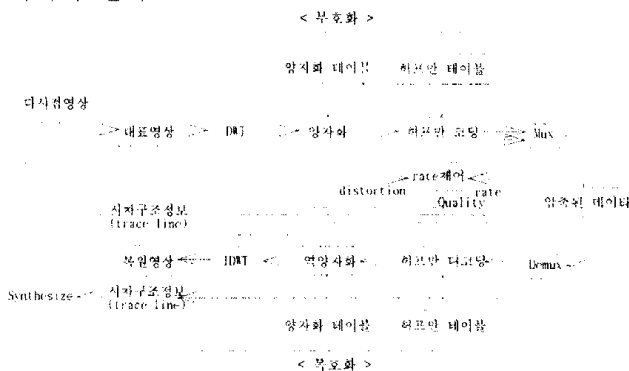 < 부호화 >
양자화 테이블 허프만 테이블
다시점영상
대표영상 DWT 양자화 허프만 코딩 Mux
rate제어
distortion rate
Quality 압축된 데이터
시차구조정보
(trace line)
복원영상 IDWT 역양자화 허프만 디코딩 Demux
Synthesize 시차구조정보
(trace line)
양자화 테이블 허프만 테이블
< 복호화 >